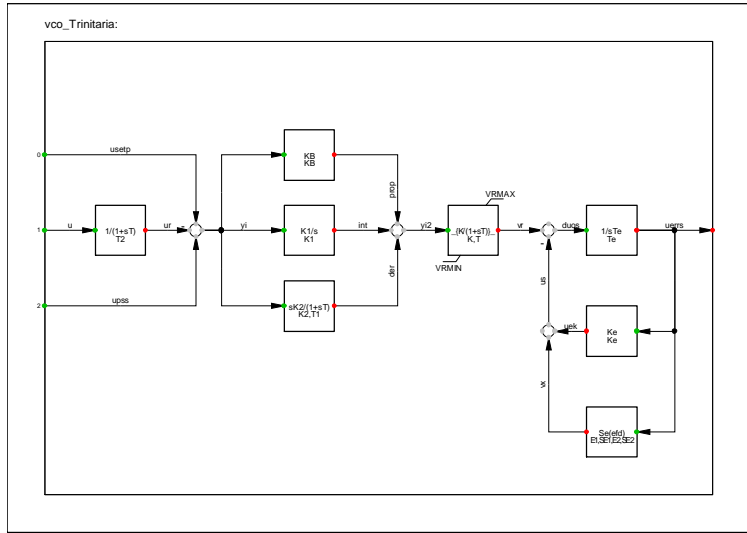 vco_Trinitaria:
0
usetp
KB
KB
prop
VRMAX
1
u
1/(1+sT)
T2
ur
-
yi
K1/s
K1
int
yi2
_{K/(1+sT)}_
K,T
vr
duos
1/sTe
Te
uerrs
-
VRMIN
der
us
2
upss
sK2/(1+sT)
K2,T1
uek
Ke
Ke
vx
Se(efd)
E1,SE1,E2,SE2